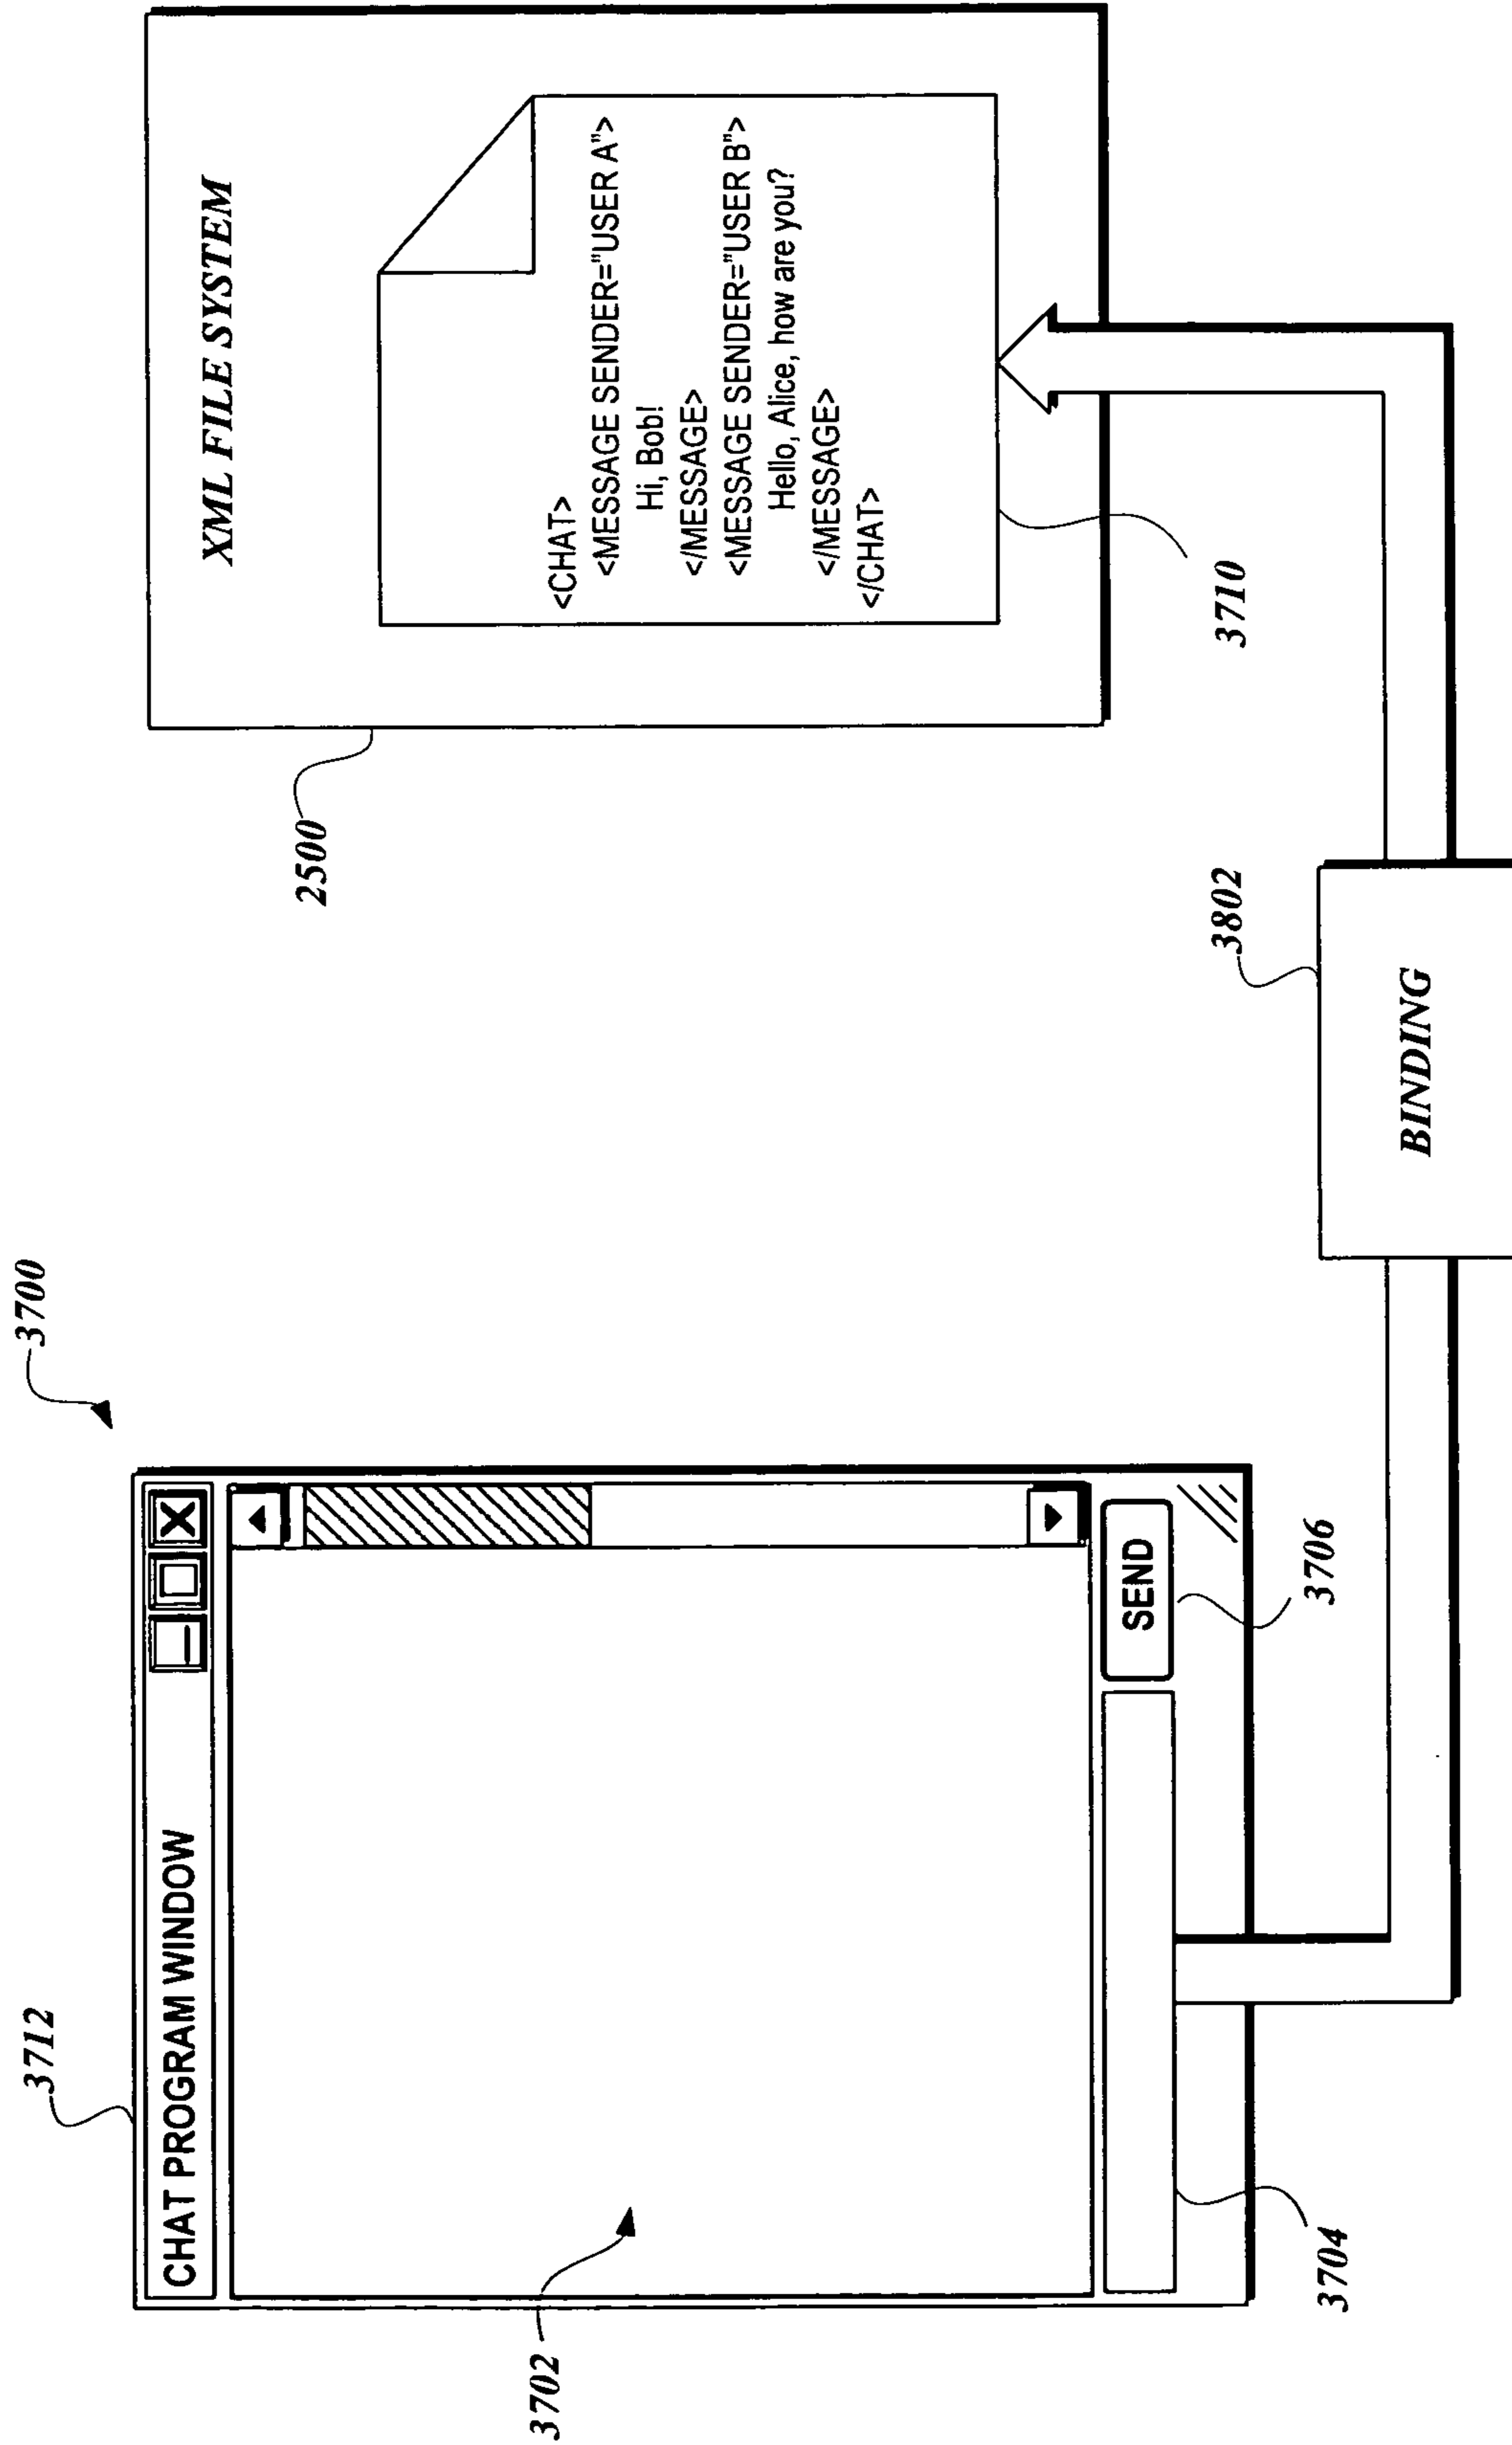 3700
3712
CHAT PROGRAM WINDOW
3702
SEND
3704
3706
2500
XML FILE SYSTEM
<CHAT>
<MESSAGE SENDER="USER A">
Hi, Bob!
</MESSAGE>
<MESSAGE SENDER="USER B">
Hello, Alice, how are you?
</MESSAGE>
</CHAT>
3710
3802
BINDING